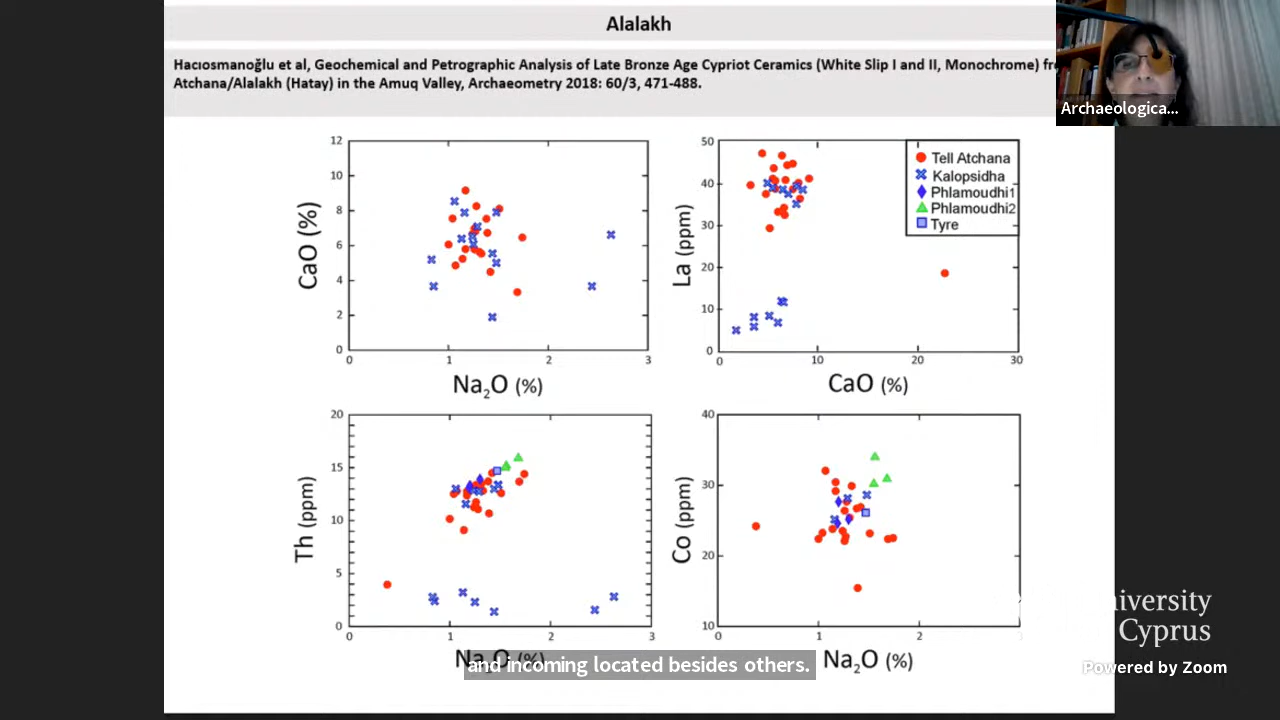 Alalakh
Hacıosmanoğlu et al, Geochemical and Petrographic Analysis of Late Bronze Age Cypriot Ceramics (White Slip I and II, Monochrome)
Atchana/Alalakh (Hatay) in the Amuq Valley, Archaeometry 2018: 60/3, 471-488.
Archaeologica...
12
10
8
6
4
2
0
CaO (%)
0 1 2 3
Na2O (%)
50
40
30
20
10
0
La (ppm)
0 10 20 30
CaO (%)
Tell Atchana
Kalopsidha
Phlamoudhi1
Phlamoudhi2
Tyre
20
15
10
5
0
Th (ppm)
0 1 2 3
Na2O (%)
40
30
20
10
Co (ppm)
0 1 2
Na2O (%)
and incoming located besides others.
Cyprus
Powered by Zoom